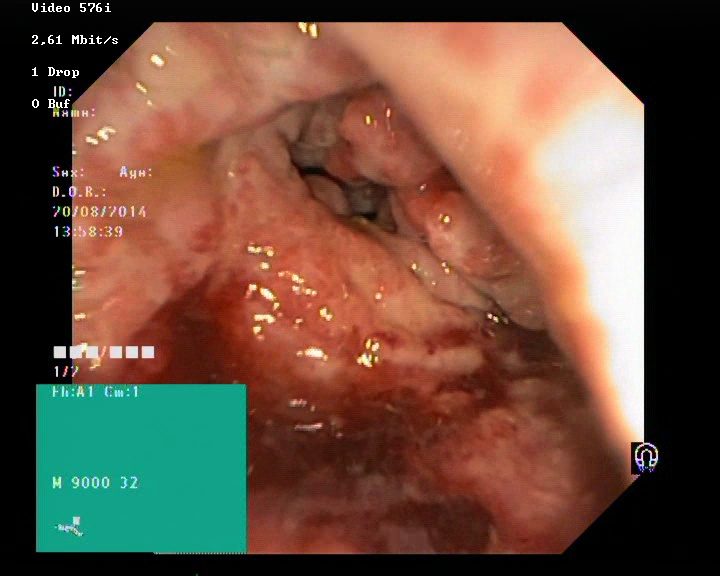 Video 576i
2,61 Mbit/s
1 Drop
ID:
0 Buf
Name:
Sex: Age:
D.O.B.:
20/08/2014
13:58:39
■■■/■■■
1/2
Eh:A1 Cm:1
M 9000 32